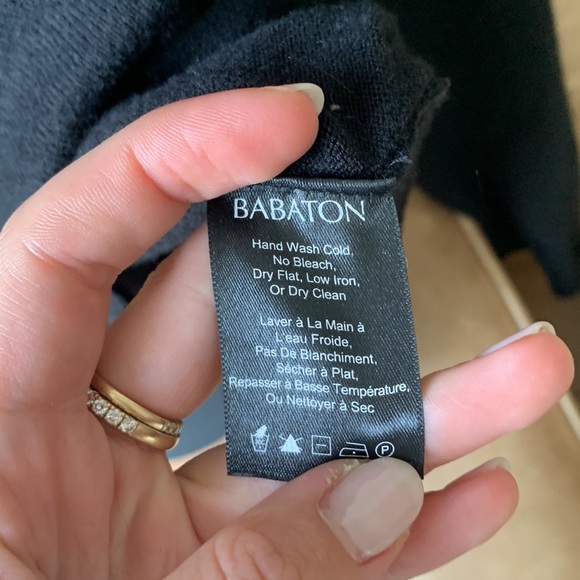 BABATON
Hand Wash Cold,
No Bleach,
Dry Flat, Low Iron,
Or Dry Clean
Laver à La Main à
L'eau Froide,
Pas De Blanchiment,
Sécher à Plat,
Repasser à Basse Température,
Ou Nettoyer à Sec
P